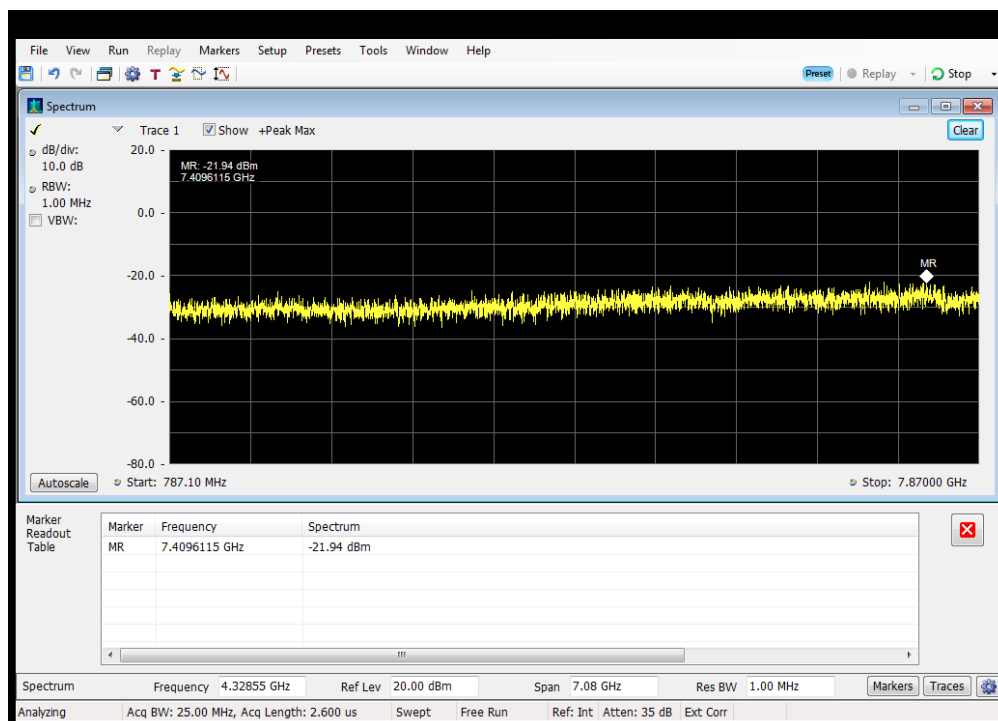 File View Run Replay Markers Setup Presets Tools Window Help
T Preset Replay Stop
Spectrum
Trace 1 Show +Peak Max Clear
dB/div:
10.0 dB
RBW:
1.00 MHz
VBW:
20.0
0.0
-20.0
-40.0
-60.0
-80.0
MR: -21.94 dBm
7.4096115 GHz
MR
Autoscale Start: 787.10 MHz Stop: 7.87000 GHz
Marker
Readout
Table
Marker Frequency Spectrum
MR 7.4096115 GHz -21.94 dBm
Spectrum Frequency 4.32855 GHz Ref Lev 20.00 dBm Span 7.08 GHz Res BW 1.00 MHz Markers Traces
Analyzing Acq BW: 25.00 MHz, Acq Length: 2.600 us Swept Free Run Ref: Int Atten: 35 dB Ext Corr